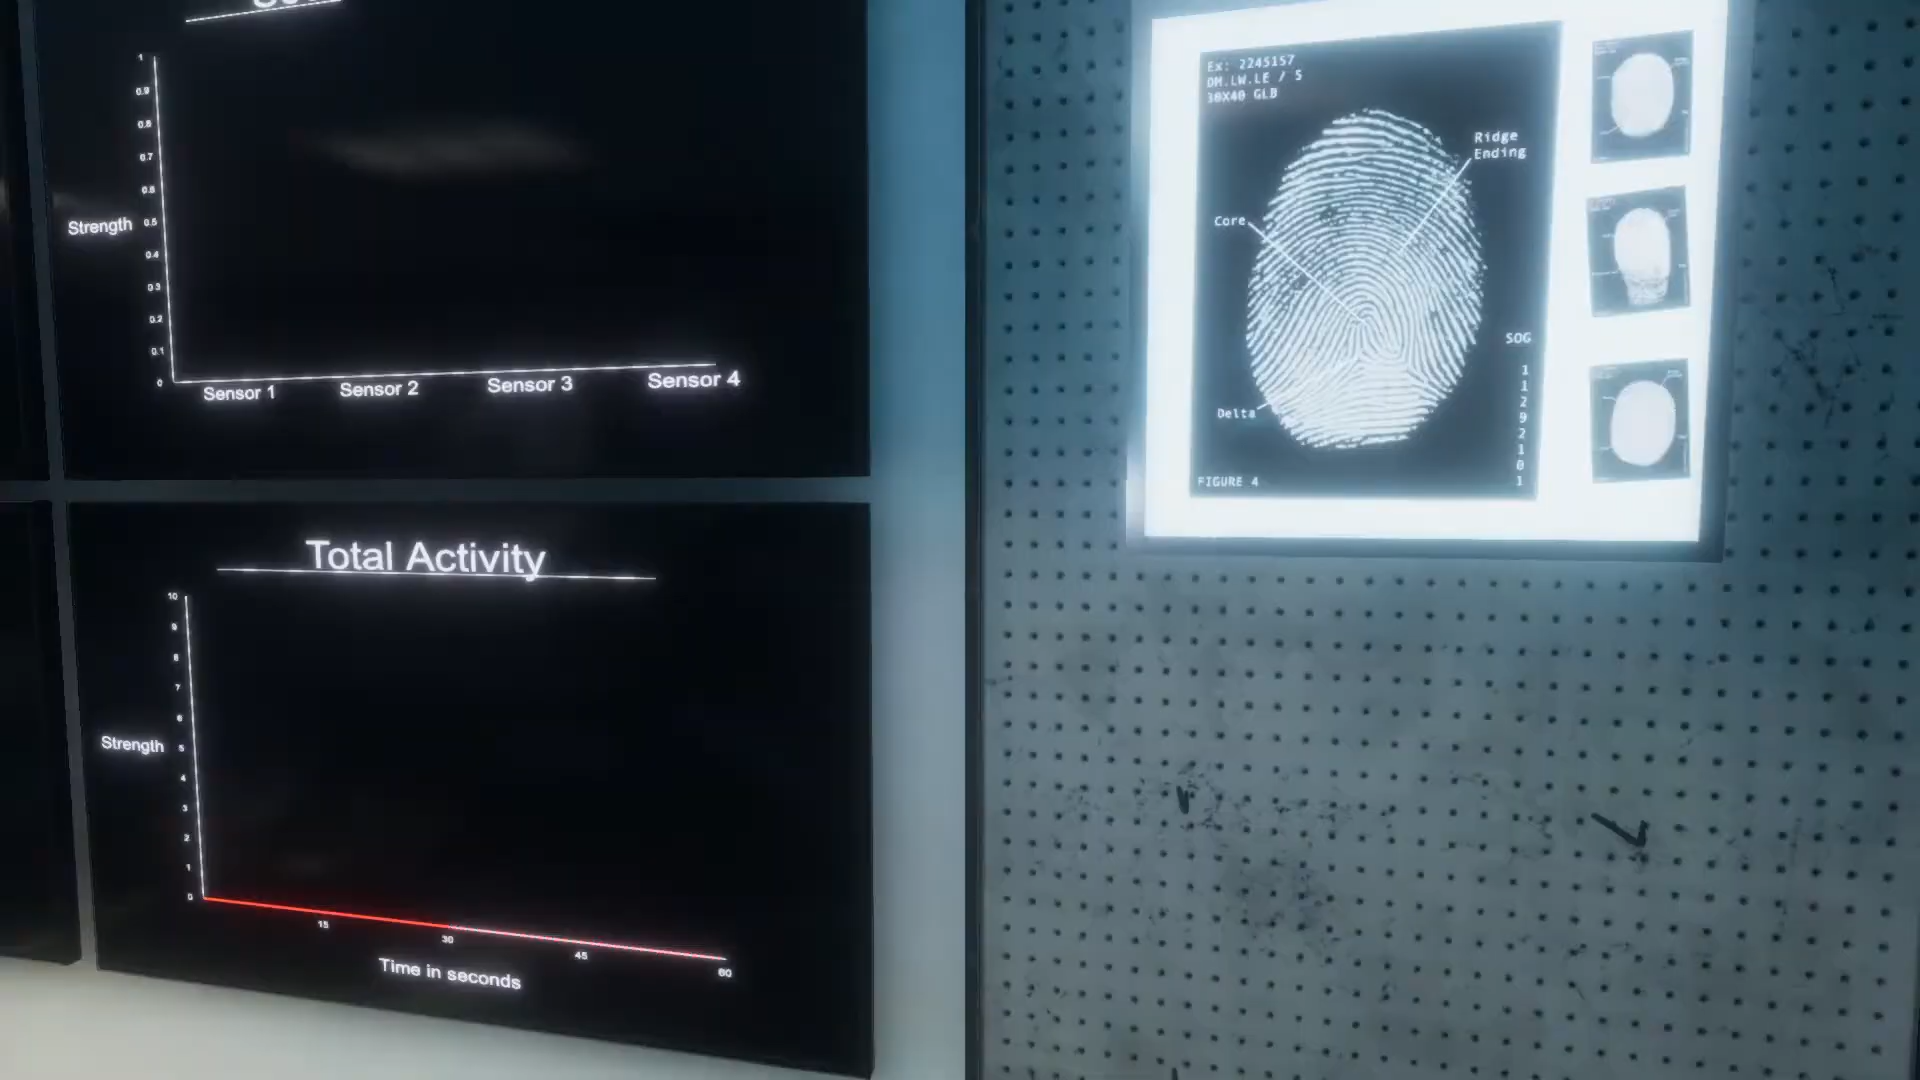 1
0.9
0.8
0.7
0.6
Strength 0.5
0.4
0.3
0.2
0.1
0
Sensor 1 Sensor 2 Sensor 3 Sensor 4
Total Activity
10
9
8
7
6
Strength 5
4
3
2
1
0
15 30 45 60
Time in seconds
Ex: 2245157
DM.LW.LE / S
30X40 GLB
Ridge
Ending
Core
Delta
SOG
1
1
2
9
2
1
0
1
FIGURE 4